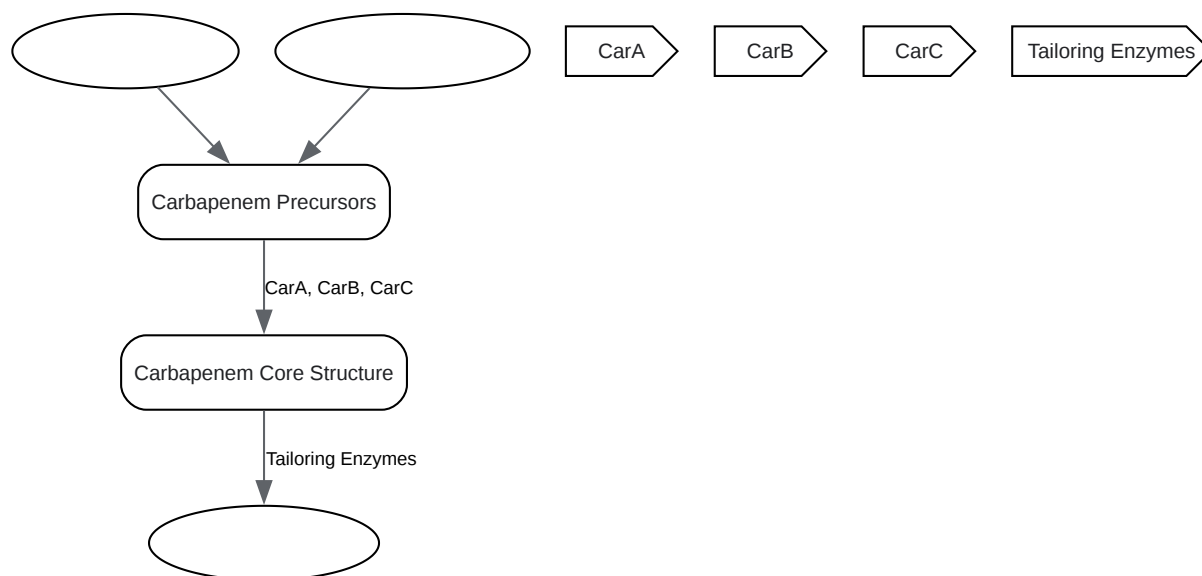 CarA
CarB
CarC
Tailoring Enzymes
Carbapenem Precursors
CarA, CarB, CarC
Carbapenem Core Structure
Tailoring Enzymes